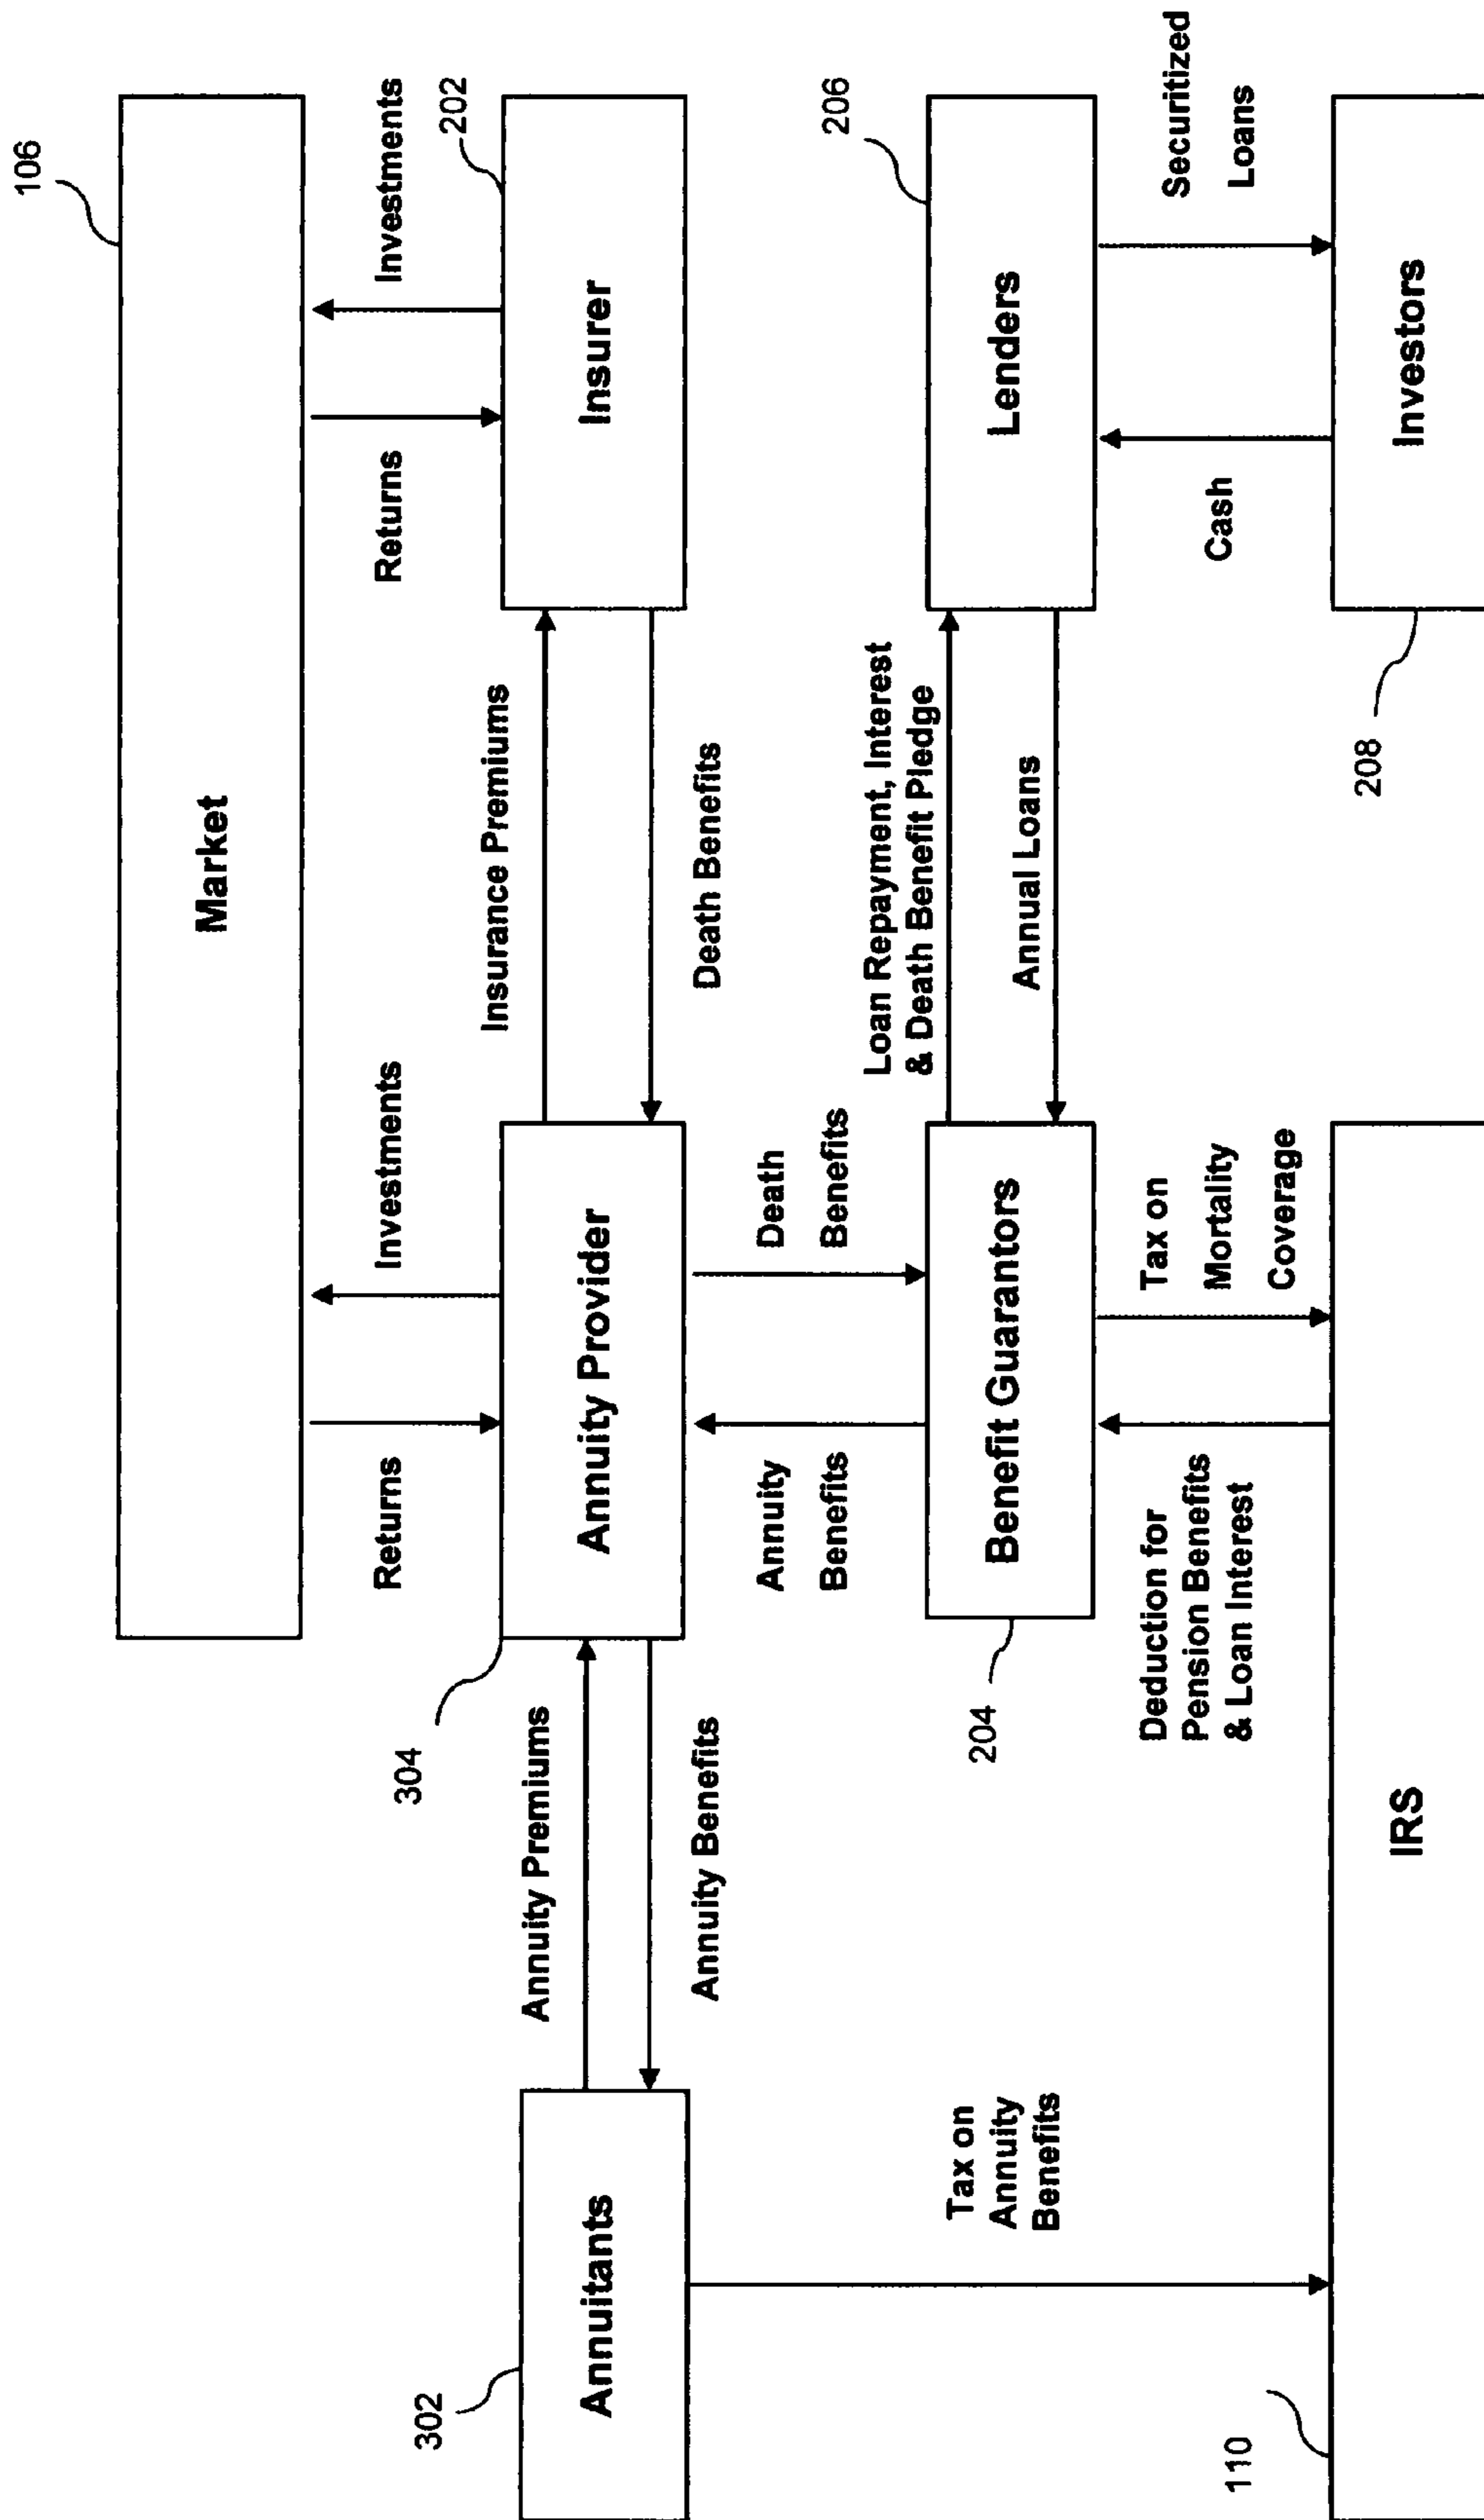 106
Market
Returns
Investments
Returns
Investments
202
302
Annuitants
Annuity Premiums
Annuity Benefits
304
Annuity Provider
Insurance Premiums
Death Benefits
Insurer
Annuity
Benefits
Death
Benefits
Loan Repayment, Interest
& Death Benefit Pledge
206
Tax on
Annuity
Benefits
204
Benefit Guarantors
Annual Loans
Lenders
Deduction for
Pension Benefits
& Loan Interest
Tax on
Mortality
Coverage
Cash
Securitized
Loans
110
IRS
208
Investors